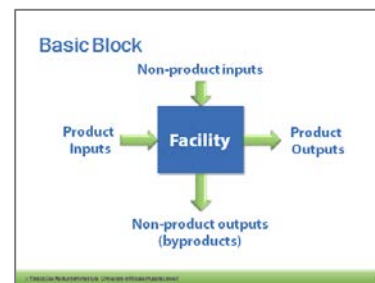 Basic Block
Non-product inputs
Product
Inputs
Facility
Product
Outputs
Non-product outputs
(byproducts)